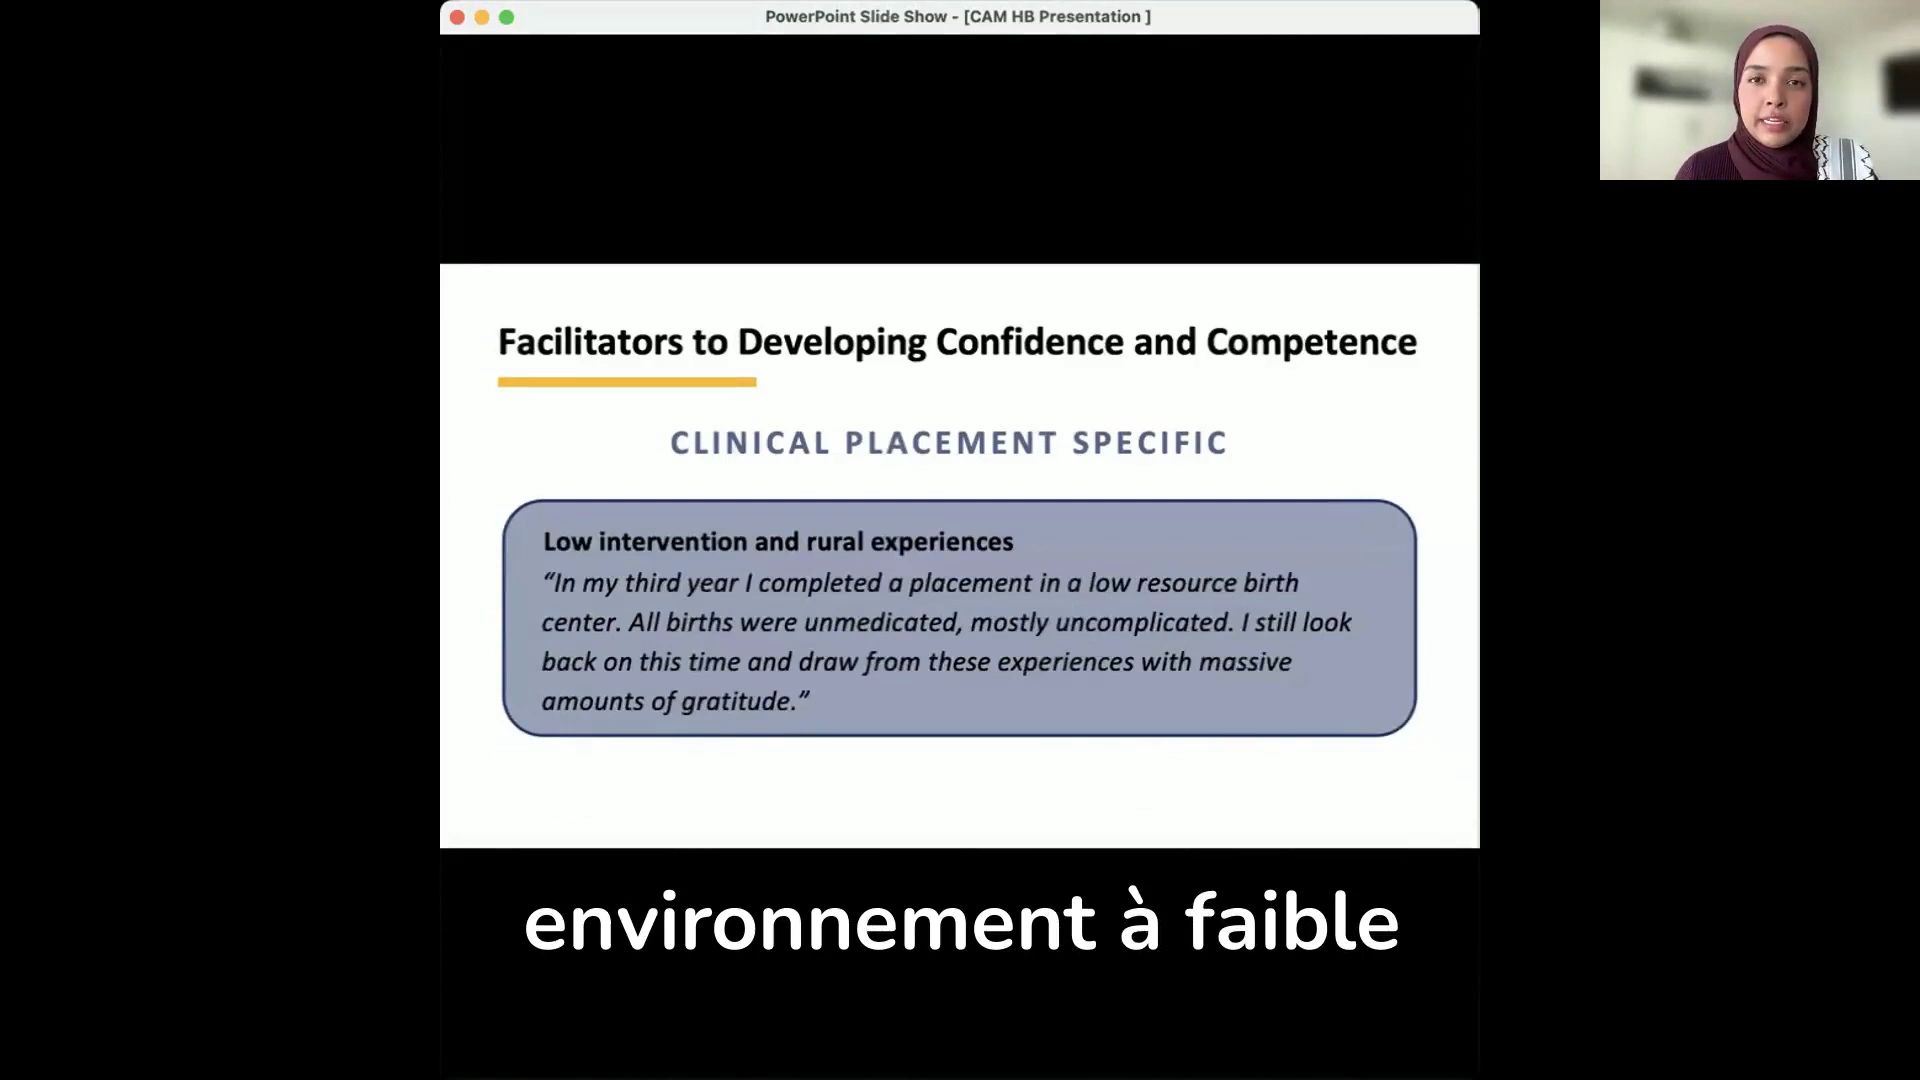 PowerPoint Slide Show - [CAM HB Presentation ]
Facilitators to Developing Confidence and Competence
CLINICAL PLACEMENT SPECIFIC
Low intervention and rural experiences
“In my third year I completed a placement in a low resource birth
center. All births were unmedicated, mostly uncomplicated. I still look
back on this time and draw from these experiences with massive
amounts of gratitude.”
environnement à faible